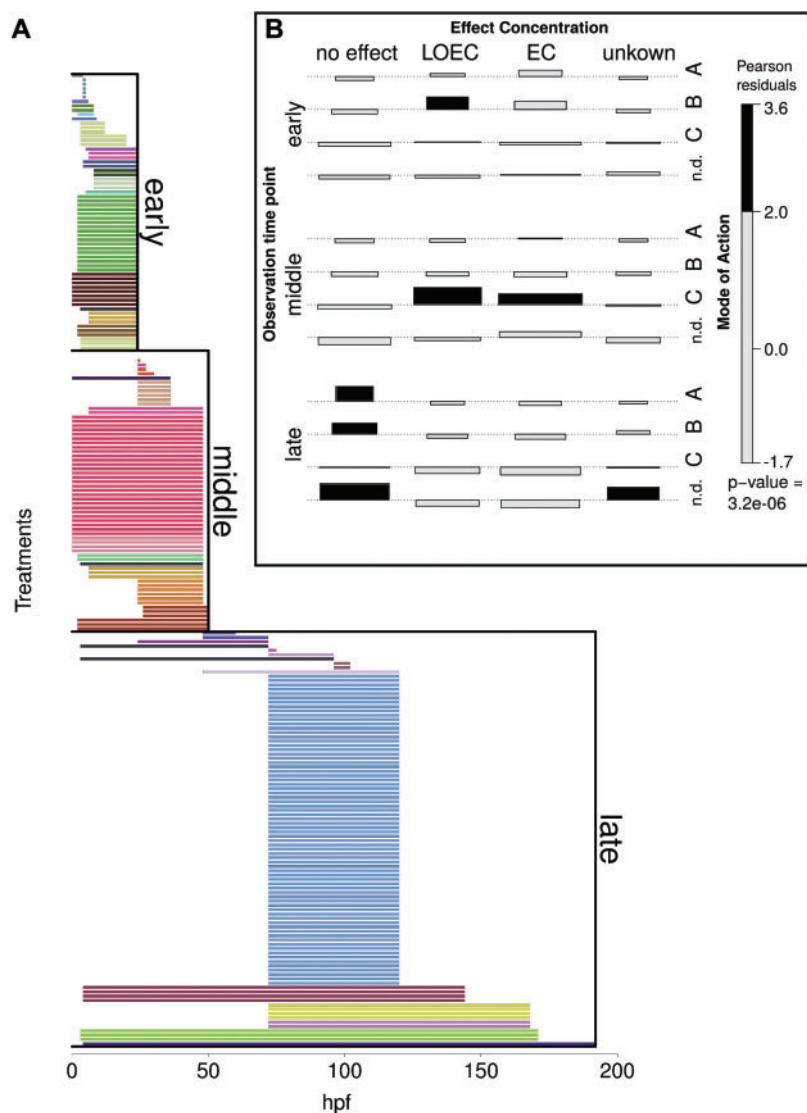 A
Treatments
early
middle
late
0 50 100 150 200
hpf
B
Effect Concentration
no effect LOEC EC unkown
Observation time point
early
middle
late
A
B
C
n.d.
A
B
C
n.d.
A
B
C
n.d.
Mode of Action
Pearson
residuals
3.6
2.0
0.0
-1.7
p-value =
3.2e-06